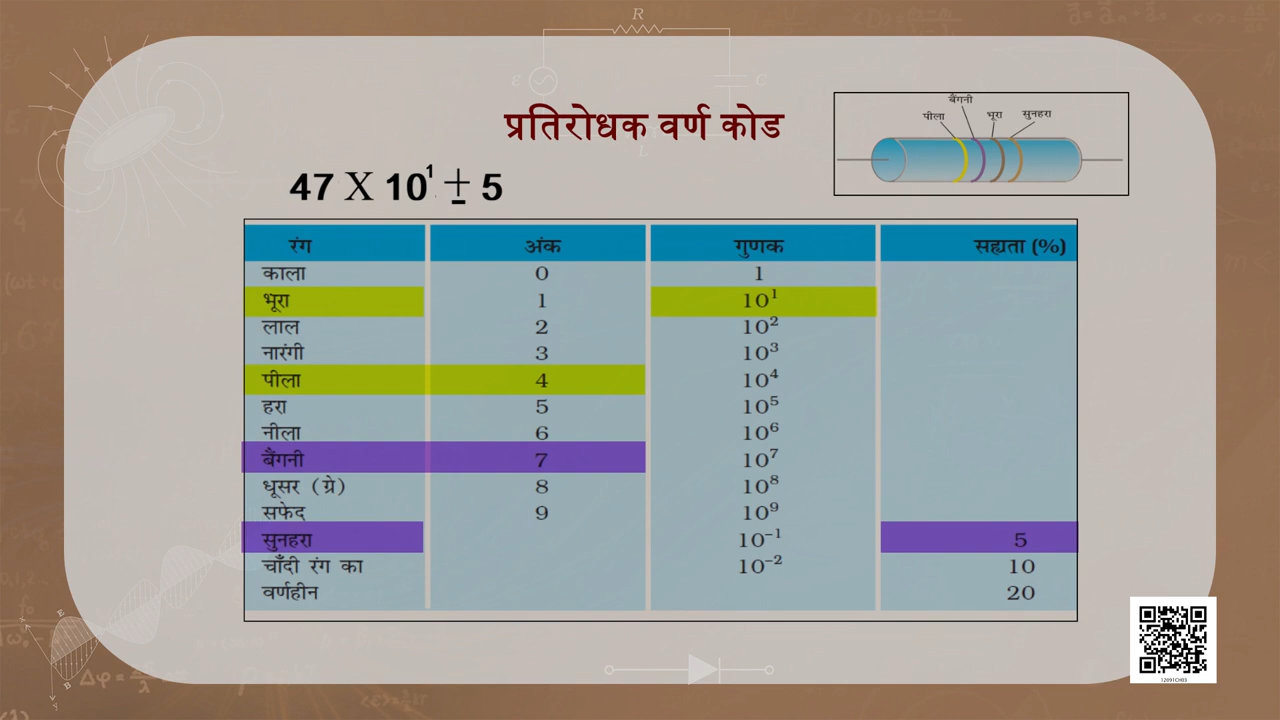 R
ε
C
L
प्रतिरोधक वर्ण कोड
बैंगनी
पीला भूरा सुनहरा
47 X 10¹ ± 5
रंग अंक गुणक सह्यता (%)
काला 0 1
भूरा 1 10¹
लाल 2 10²
नारंगी 3 10³
पीला 4 10⁴
हरा 5 10⁵
नीला 6 10⁶
बैंगनी 7 10⁷
धूसर (ग्रे) 8 10⁸
सफेद 9 10⁹
सुनहरा 10⁻¹ 5
चाँदी रंग का 10⁻² 10
वर्णहीन 20
12091CH03